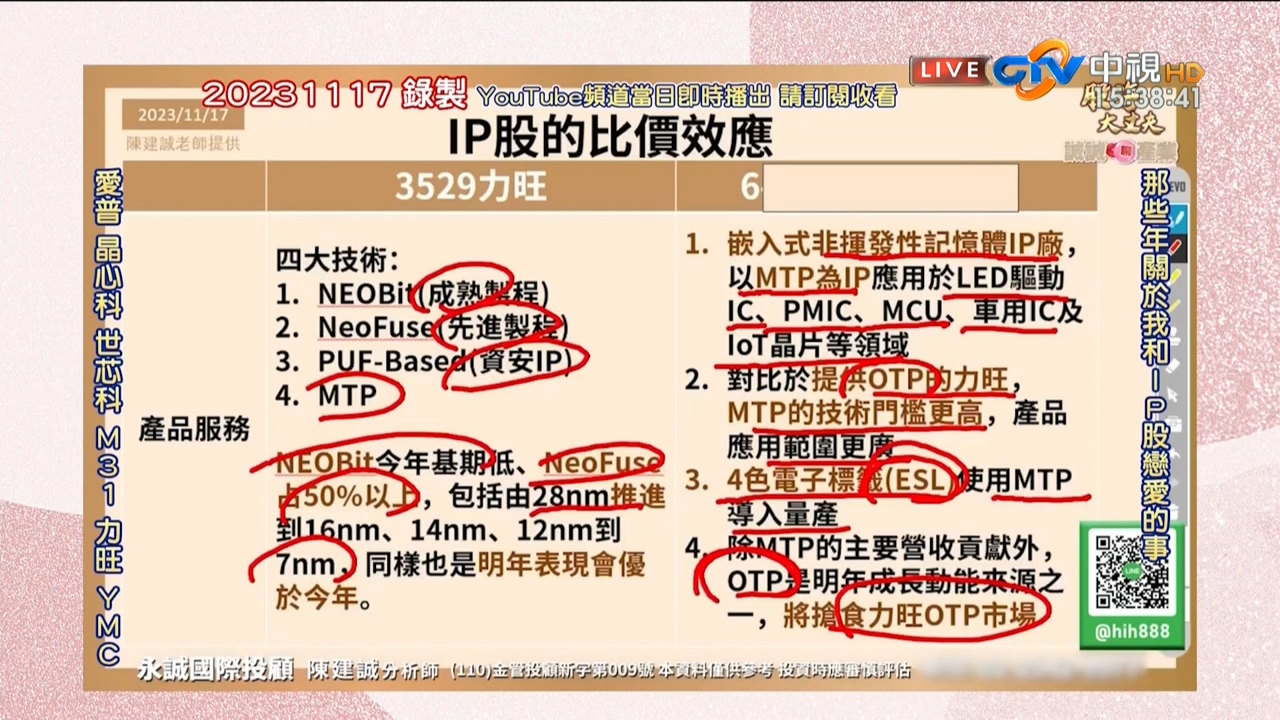 LIVE
CTV 中視 HD
15:38:41
20231117 錄製 YouTube頻道當日即時播出 請訂閱收看
2023/11/17
陳建誠老師提供
IP股的比價效應
誠誠 聊 產業
愛普 晶心科 世芯科 M31 力旺 YMC
那些年關於我和IP股戀愛的事
3529力旺
6
產品服務
四大技術：
1. NEOBit(成熟製程)
2. NeoFuse(先進製程)
3. PUF-Based(資安IP)
4. MTP
NEOBit今年基期低、NeoFuse
占50%以上，包括由28nm推進
到16nm、14nm、12nm到
7nm，同樣也是明年表現會優
於今年。
1. 嵌入式非揮發性記憶體IP廠，
以MTP為IP應用於LED驅動
IC、PMIC、MCU、車用IC及
IoT晶片等領域
2. 對比於提供OTP的力旺，
MTP的技術門檻更高，產品
應用範圍更廣
3. 4色電子標籤(ESL)使用MTP
導入量產
4. 除MTP的主要營收貢獻外，
OTP是明年成長動能來源之
一，將搶食力旺OTP市場
LINE
@hih888
永誠國際投顧 陳建誠分析師 (110)金管投顧新字第009號 本資料僅供參考 投資時應審慎評估